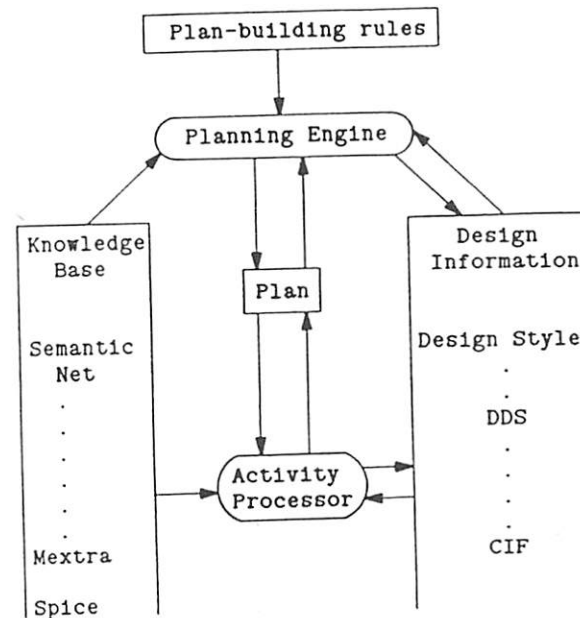 Plan-building rules
Planning Engine
Knowledge
Base
Semantic
Net
.
.
.
.
.
.
Mextra
Spice
Plan
Activity
Processor
Design
Information
Design Style
.
.
DDS
.
.
.
.
CIF